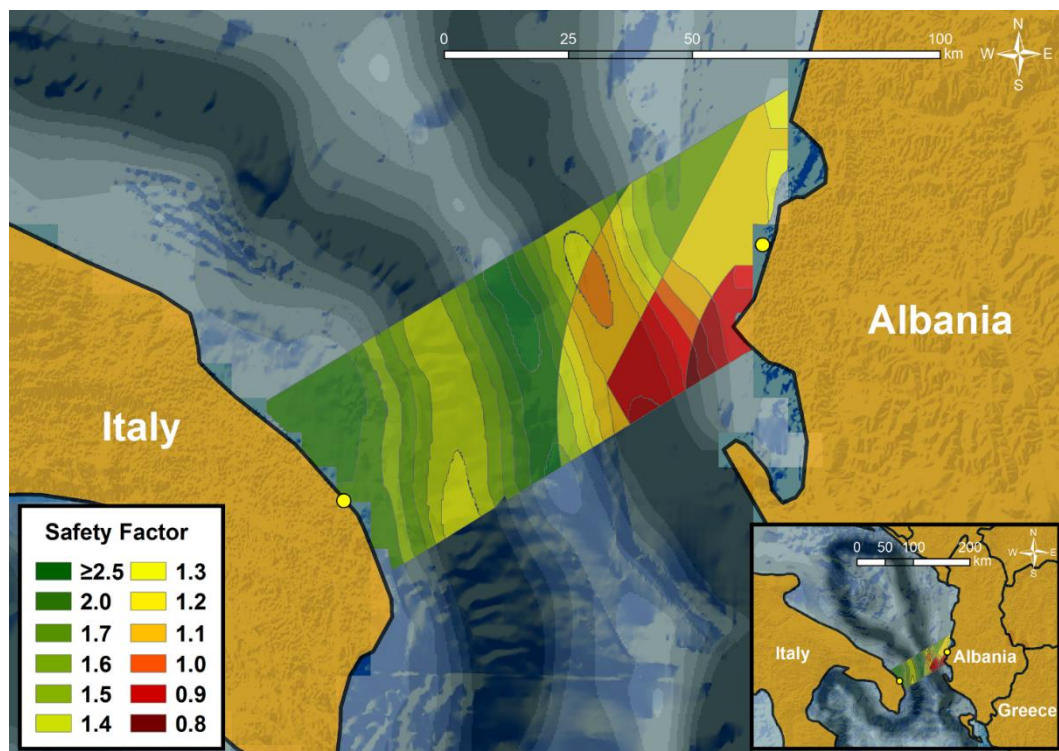 0 25 50 100
km
N
W E
S
Albania
Italy
Safety Factor
≥2.5 1.3
2.0 1.2
1.7 1.1
1.6 1.0
1.5 0.9
1.4 0.8
0 50 100 200
km
N
W E
S
Italy
Albania
Greece